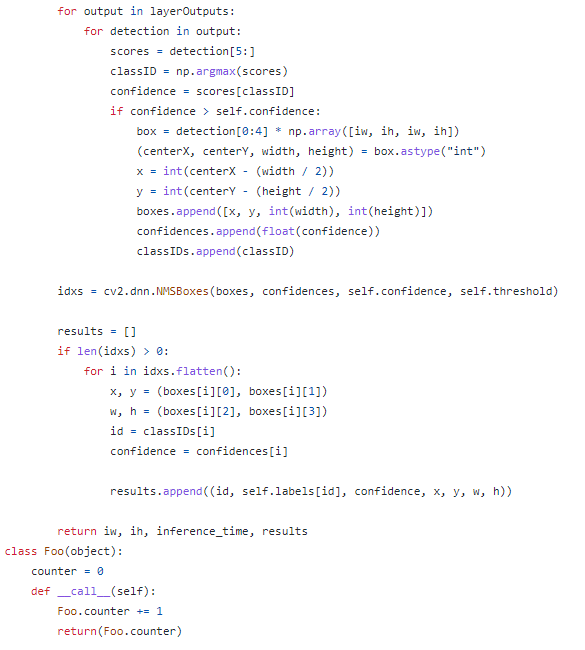 for output in layerOutputs:
for detection in output:
scores = detection[5:]
classID = np.argmax(scores)
confidence = scores[classID]
if confidence > self.confidence:
box = detection[0:4] * np.array([iw, ih, iw, ih])
(centerX, centerY, width, height) = box.astype("int")
x = int(centerX - (width / 2))
y = int(centerY - (height / 2))
boxes.append([x, y, int(width), int(height)])
confidences.append(float(confidence))
classIDs.append(classID)
idxs = cv2.dnn.NMSBoxes(boxes, confidences, self.confidence, self.threshold)
results = []
if len(idxs) > 0:
for i in idxs.flatten():
x, y = (boxes[i][0], boxes[i][1])
w, h = (boxes[i][2], boxes[i][3])
id = classIDs[i]
confidence = confidences[i]
results.append((id, self.labels[id], confidence, x, y, w, h))
return iw, ih, inference_time, results
class Foo(object):
counter = 0
def __call__(self):
Foo.counter += 1
return(Foo.counter)